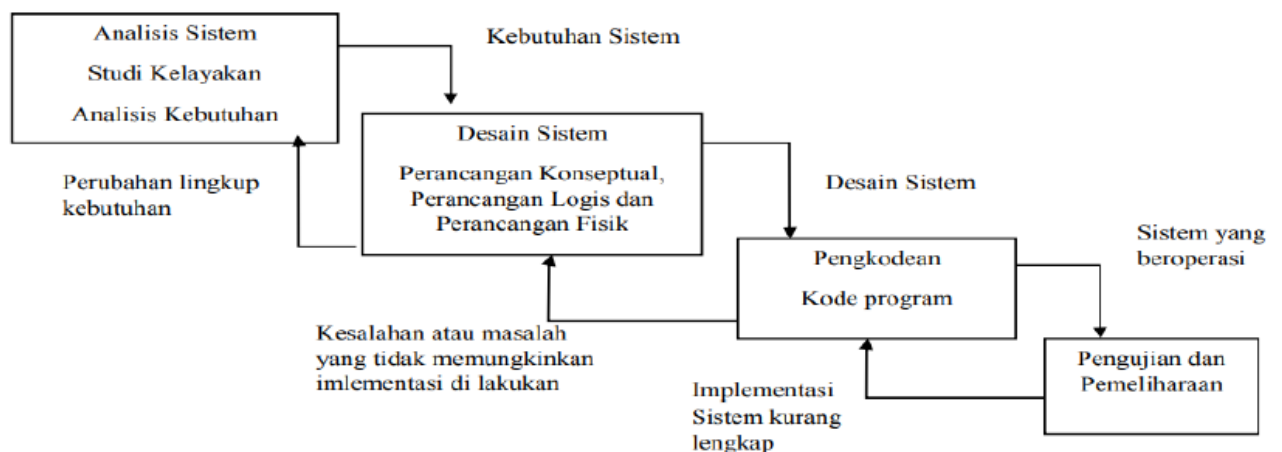 Analisis Sistem
Studi Kelayakan
Analisis Kebutuhan
Kebutuhan Sistem
Desain Sistem
Perancangan Konseptual,
Perancangan Logis dan
Perancangan Fisik
Perubahan lingkup
kebutuhan
Desain Sistem
Pengkodean
Kode program
Sistem yang
beroperasi
Kesalahan atau masalah
yang tidak memungkinkan
imlementasi di lakukan
Pengujian dan
Pemeliharaan
Implementasi
Sistem kurang
lengkap